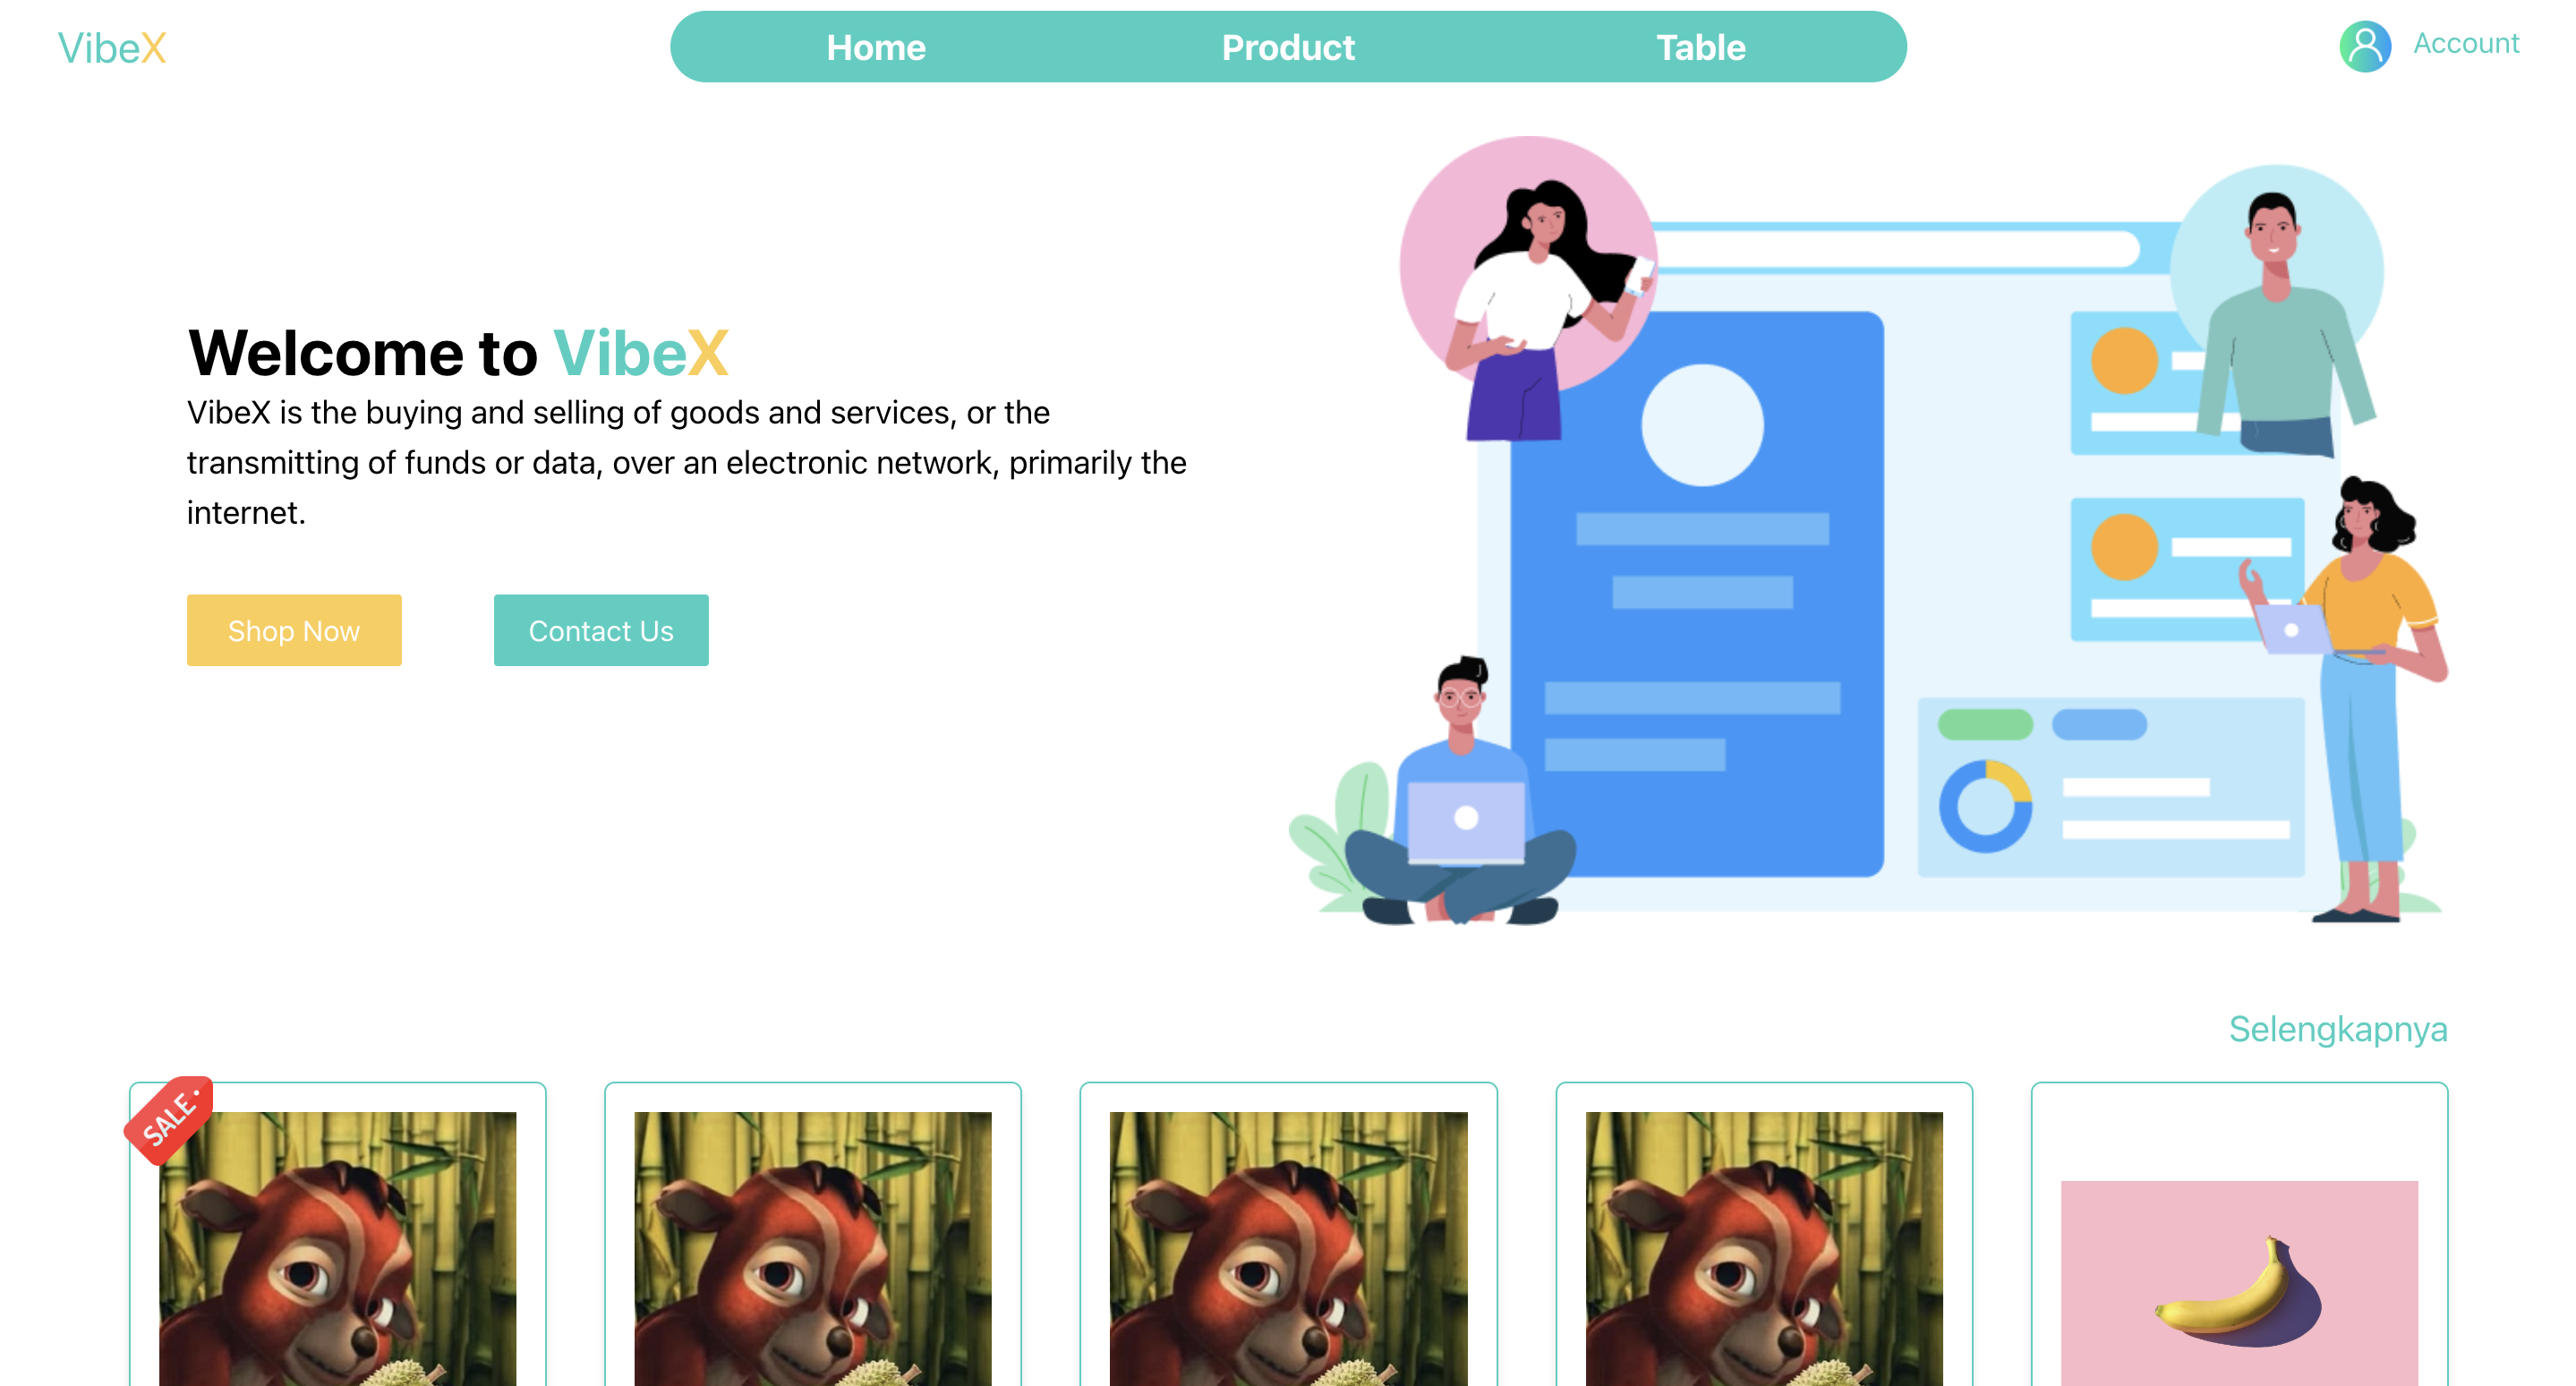 VibeX
Home
Product
Table
Account
Welcome to VibeX
VibeX is the buying and selling of goods and services, or the
transmitting of funds or data, over an electronic network, primarily the
internet.
Shop Now
Contact Us
Selengkapnya
SALE